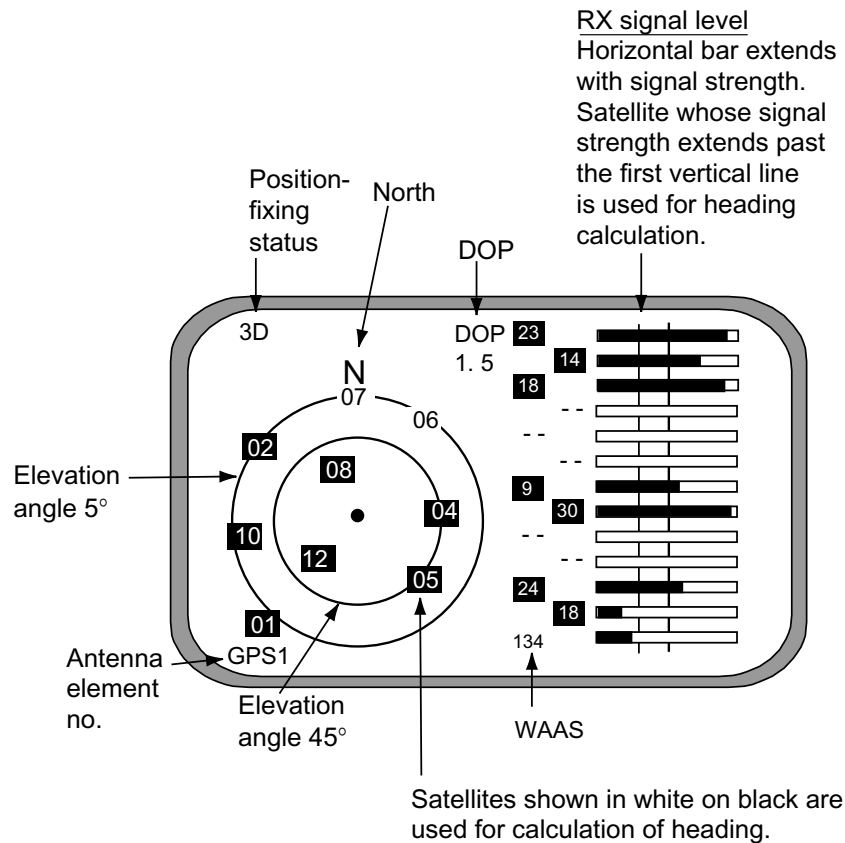 RX signal level
Horizontal bar extends
with signal strength.
Satellite whose signal
strength extends past
the first vertical line
is used for heading
calculation.
Position-
fixing
status
North
DOP
3D
DOP
1. 5
N
07
06
02
08
04
10
12
05
01
GPS1
23
14
18
- -
- -
- -
9
30
- -
- -
24
18
134
Elevation
angle 5°
Antenna
element
no.
Elevation
angle 45°
WAAS
Satellites shown in white on black are
used for calculation of heading.